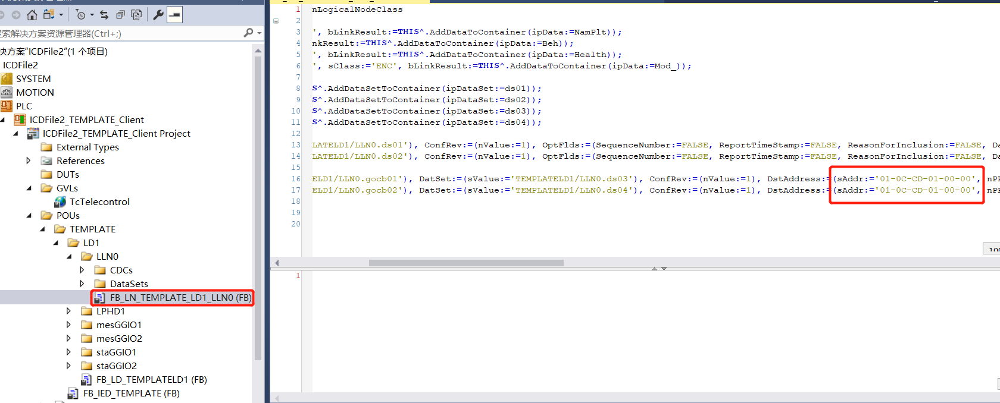 搜索解决方案资源管理器(Ctrl+;)
决方案"ICDFile2"(1 个项目)
ICDFile2
SYSTEM
MOTION
PLC
ICDFile2_TEMPLATE_Client
ICDFile2_TEMPLATE_Client Project
External Types
References
DUTs
GVLs
TcTelecontrol
POUs
TEMPLATE
LD1
LLN0
CDCs
DataSets
FB_LN_TEMPLATE_LD1_LLN0 (FB)
LPHD1
mesGGIO1
mesGGIO2
staGGIO1
staGGIO2
FB_LD_TEMPLATELD1 (FB)
FB_IED_TEMPLATE (FB)
1 nLogicalNodeClass
2
3 ', bLinkResult:=THIS^.AddDataToContainer(ipData:=NamPlt));
4 nkResult:=THIS^.AddDataToContainer(ipData:=Beh));
5 ', bLinkResult:=THIS^.AddDataToContainer(ipData:=Health));
6 ', sClass:='ENC', bLinkResult:=THIS^.AddDataToContainer(ipData:=Mod_));
7
8 S^.AddDataSetToContainer(ipDataSet:=ds01));
9 S^.AddDataSetToContainer(ipDataSet:=ds02));
10 S^.AddDataSetToContainer(ipDataSet:=ds03));
11 S^.AddDataSetToContainer(ipDataSet:=ds04));
12
13 LATELD1/LLN0.ds01'), ConfRev:=(nValue:=1), OptFlds:=(SequenceNumber:=FALSE, ReportTimeStamp:=FALSE, ReasonForInclusion:=FALSE, Da
14 LATELD1/LLN0.ds02'), ConfRev:=(nValue:=1), OptFlds:=(SequenceNumber:=FALSE, ReportTimeStamp:=FALSE, ReasonForInclusion:=FALSE, Da
15
16 ELD1/LLN0.gocb01'), DatSet:=(sValue:='TEMPLATELD1/LLN0.ds03'), ConfRev:=(nValue:=1), DstAddress:=(sAddr:='01-0C-CD-01-00-00', nPR
17 ELD1/LLN0.gocb02'), DatSet:=(sValue:='TEMPLATELD1/LLN0.ds04'), ConfRev:=(nValue:=1), DstAddress:=(sAddr:='01-0C-CD-01-00-00', nPR
18
19
20
100
1